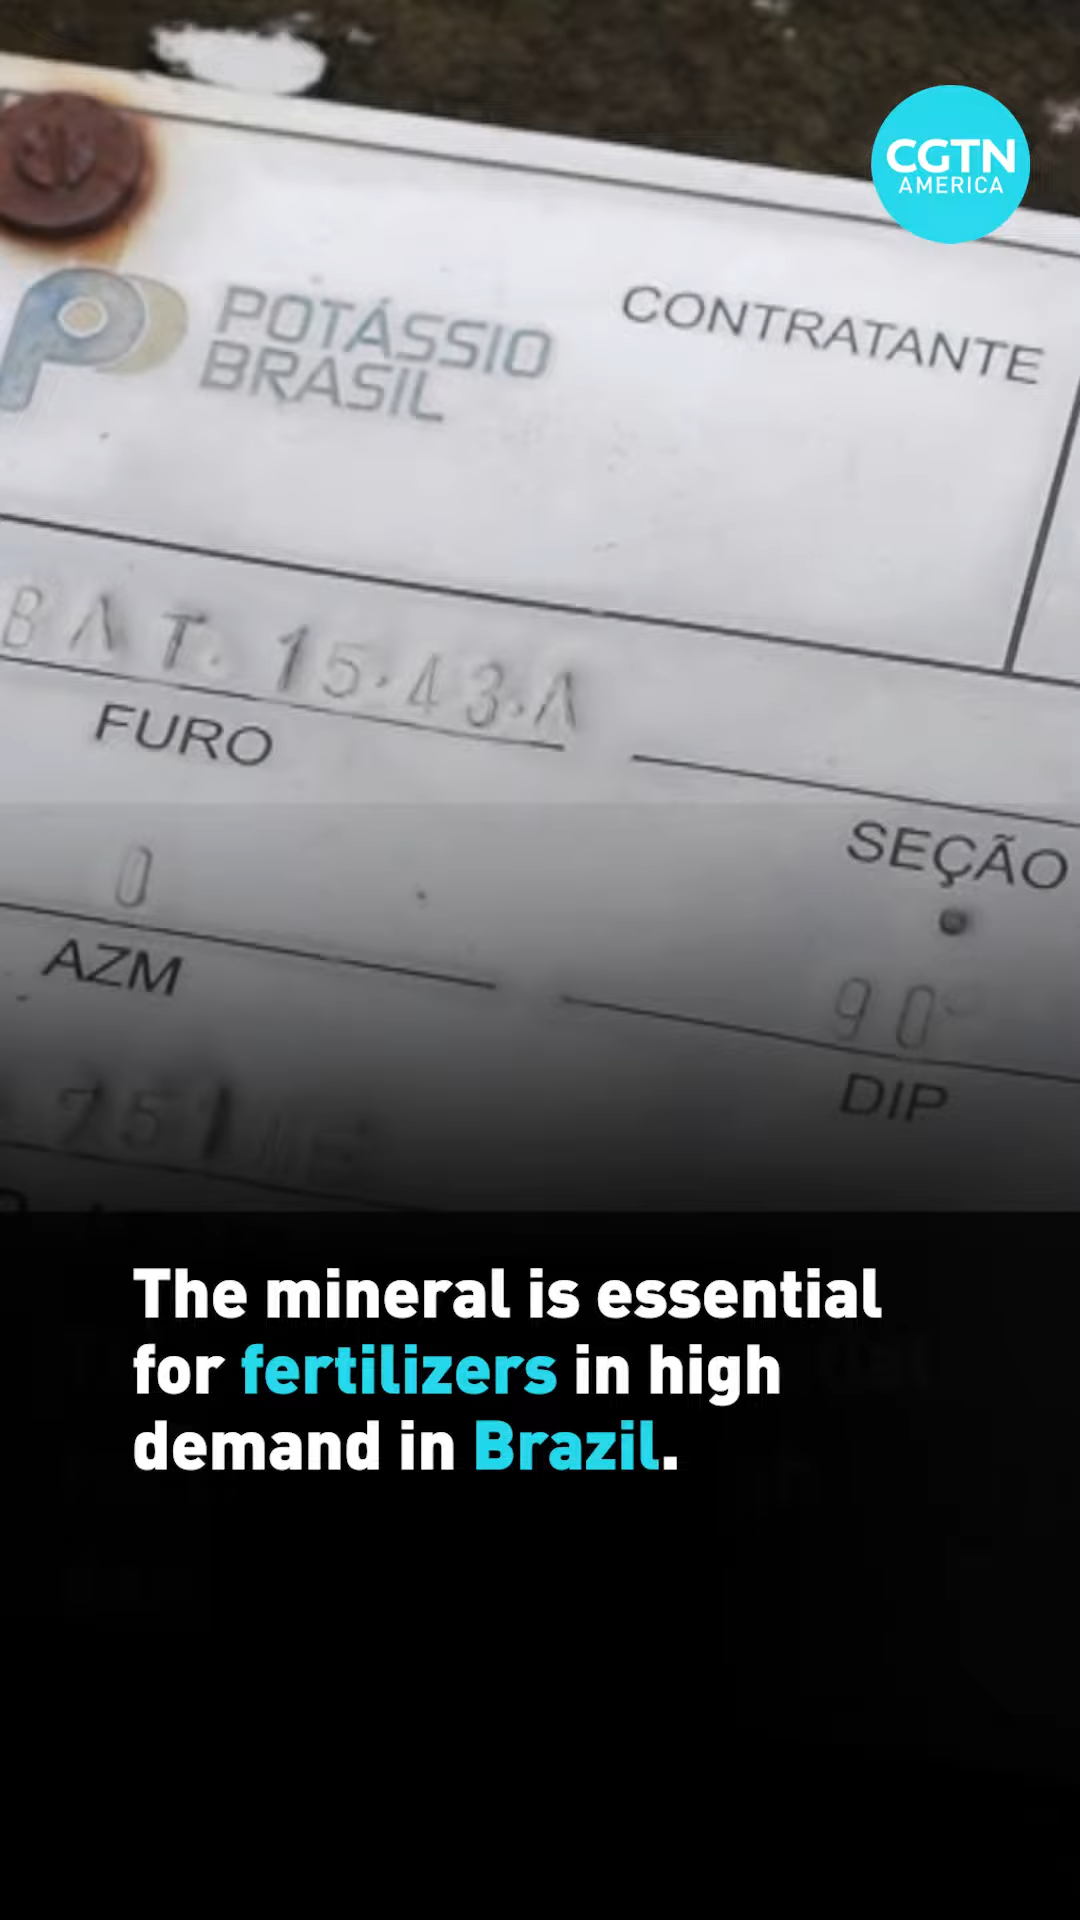 CGTN
AMERICA
POTÁSSIO
BRASIL
CONTRATANTE
BAT. 15.43.A
FURO
SEÇÃO
0
AZM
90°
DIP
The mineral is essential
for fertilizers in high
demand in Brazil.